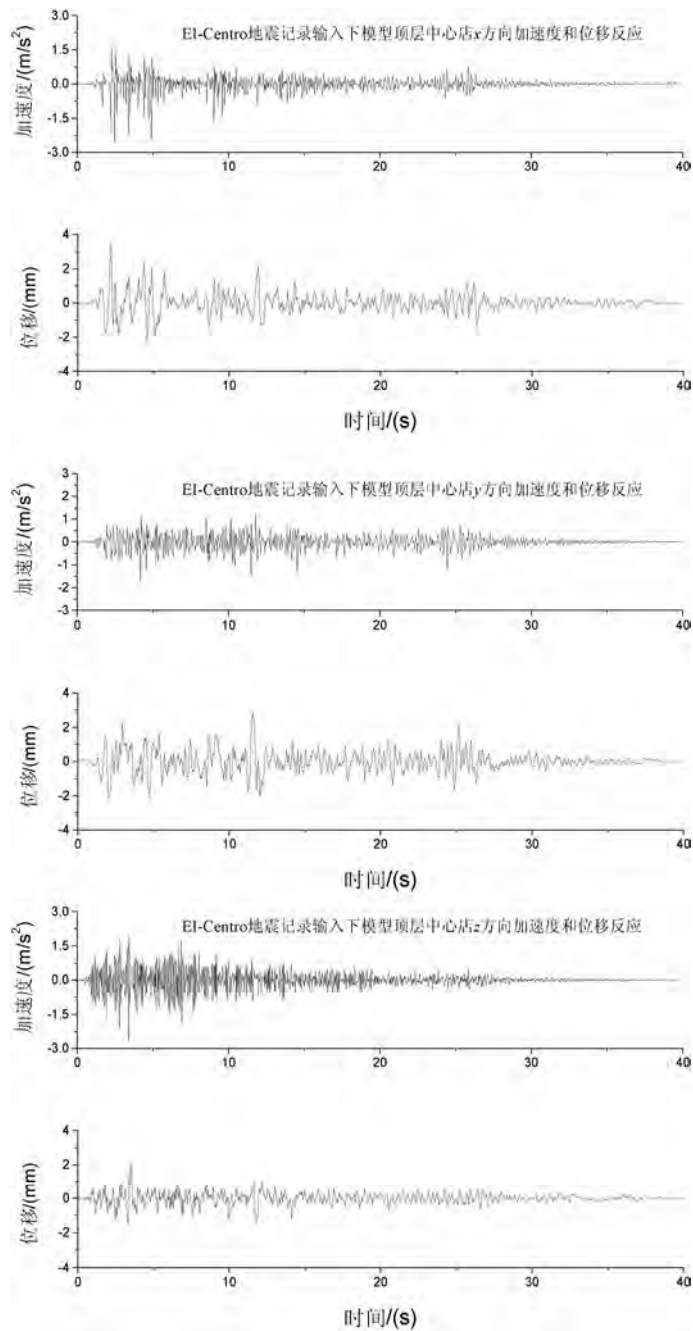 3.0
EI-Centro地震记录输入下模型顶层中心店x方向加速度和位移反应
1.5
0.0
-1.5
-3.0
加速度/(m/s²)
0 10 20 30 40
4
2
0
-2
-4
位移/(mm)
0 10 20 30 40
时间/(s)
3
EI-Centro地震记录输入下模型顶层中心店y方向加速度和位移反应
2
1
0
-1
-2
-3
加速度/(m/s²)
0 10 20 30 40
4
2
0
-2
-4
位移/(mm)
0 10 20 30 40
时间/(s)
3.0
EI-Centro地震记录输入下模型顶层中心店z方向加速度和位移反应
1.5
0.0
-1.5
-3.0
加速度/(m/s²)
0 10 20 30 40
4
2
0
-2
-4
位移/(mm)
0 10 20 30 40
时间/(s)